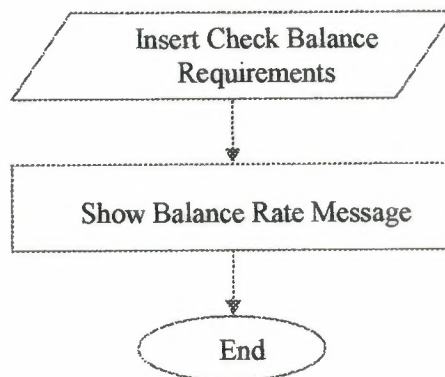 Insert Check Balance
Requirements
Show Balance Rate Message
End